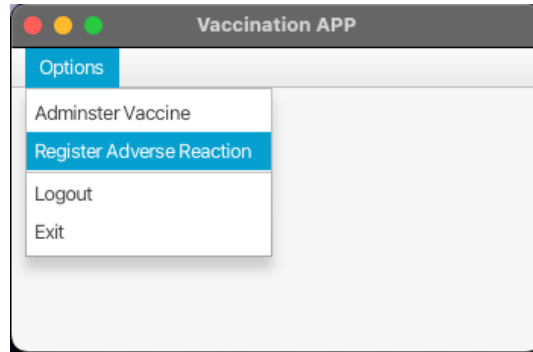 Vaccination APP
Options
Adminster Vaccine
Register Adverse Reaction
Logout
Exit